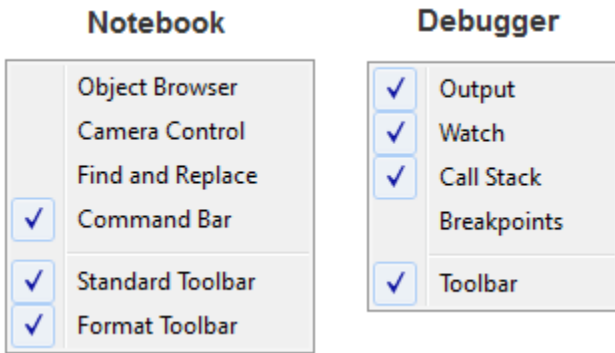 Notebook
Object Browser
Camera Control
Find and Replace
Command Bar
Standard Toolbar
Format Toolbar
Debugger
Output
Watch
Call Stack
Breakpoints
Toolbar